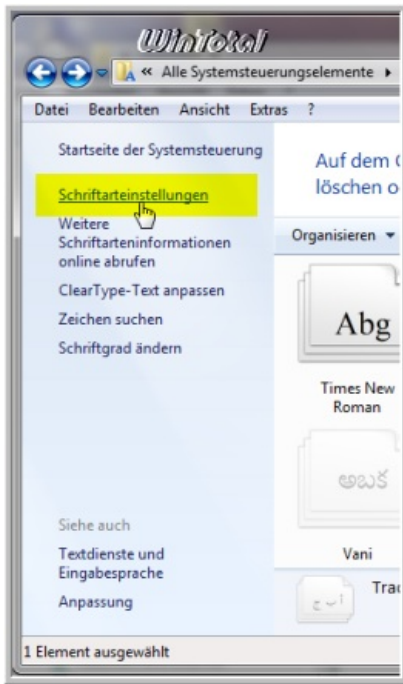 WinTotal
« Alle Systemsteuerungselemente
Datei Bearbeiten Ansicht Extras ?
Startseite der Systemsteuerung
Schriftarteinstellungen
Weitere
Schriftarteninformationen
online abrufen
ClearType-Text anpassen
Zeichen suchen
Schriftgrad ändern
Siehe auch
Textdienste und
Eingabesprache
Anpassung
Auf dem
löschen o
Organisieren
Abg
Times New
Roman
అబక
Vani
Trad
1 Element ausgewählt